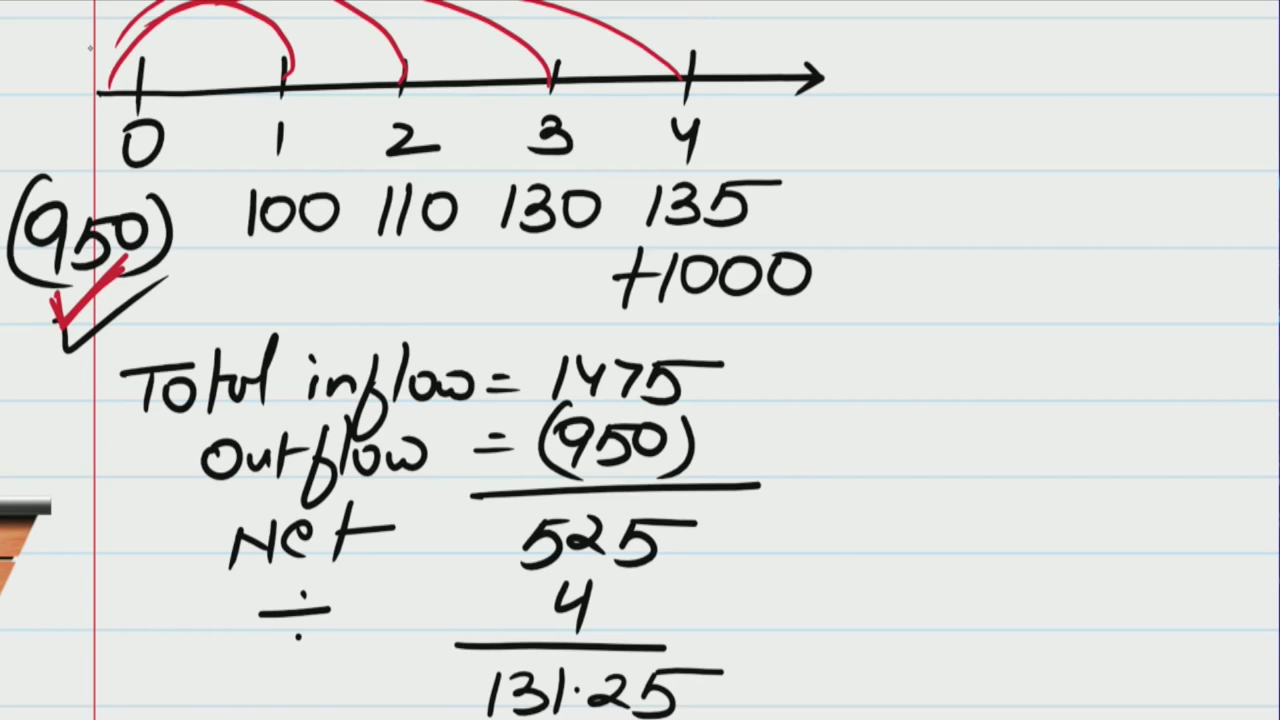 0 1 2 3 4
(950) 100 110 130 135
+1000
Total inflow = 1475
Outflow = (950)
Net 525
÷ 4
131.25